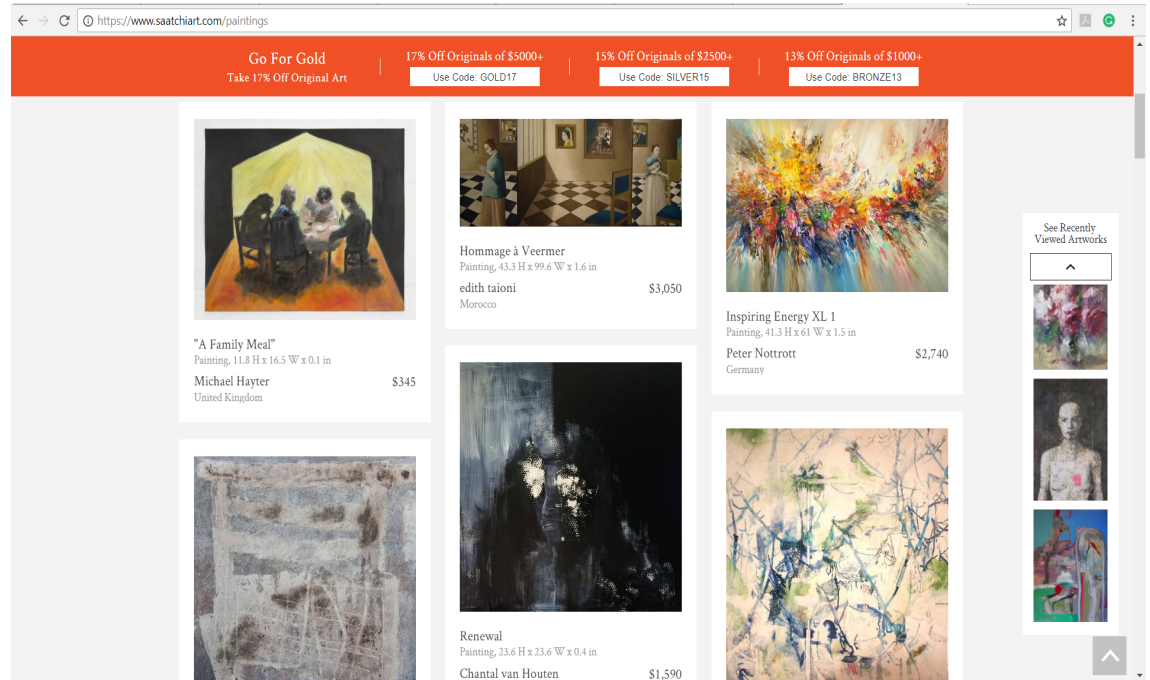 https://www.saatchiart.com/paintings
Go For Gold
Take 17% Off Original Art
17% Off Originals of $5000+
Use Code: GOLD17
15% Off Originals of $2500+
Use Code: SILVER15
13% Off Originals of $1000+
Use Code: BRONZE13
"A Family Meal"
Painting, 11.8 H x 16.5 W x 0.1 in
Michael Hayter $345
United Kingdom
Hommage à Veermer
Painting, 43.3 H x 99.6 W x 1.6 in
edith taioni $3,050
Morocco
Renewal
Painting, 23.6 H x 23.6 W x 0.4 in
Chantal van Houten $1,590
Inspiring Energy XL 1
Painting, 41.3 H x 61 W x 1.5 in
Peter Nottrott $2,740
Germany
See Recently
Viewed Artworks